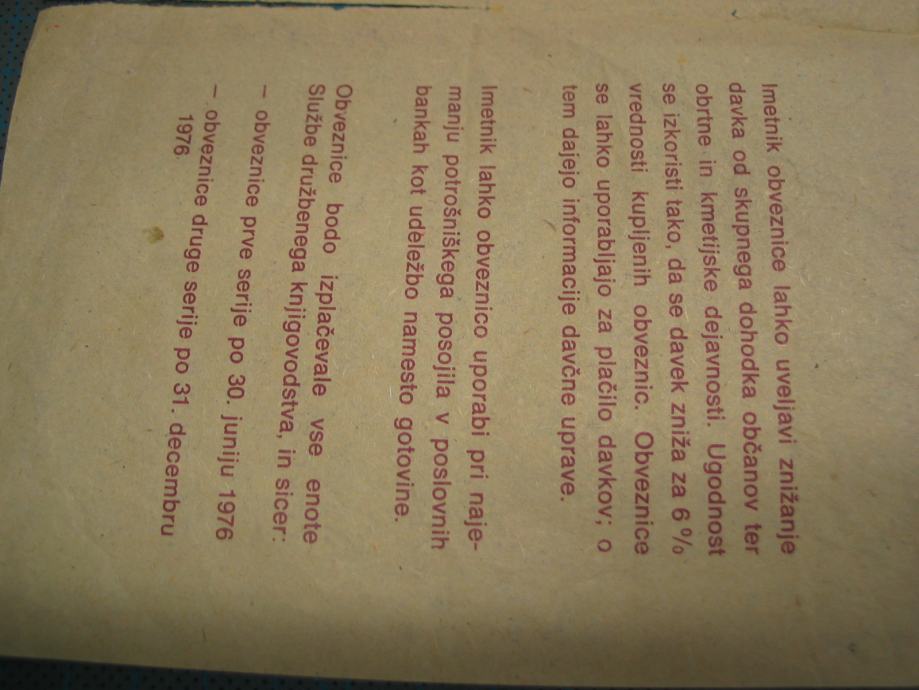 Imetnik obveznice lahko uveljavi znižanje
davka od skupnega dohodka občanov ter
obrtne in kmetijske dejavnosti. Ugodnost
se izkoristi tako, da se davek zniža za 6 %
vrednosti kupljenih obveznic. Obveznice
se lahko uporabljajo za plačilo davkov; o
tem dajejo informacije davčne uprave.
Imetnik lahko obveznico uporabi pri naje-
manju potrošniškega posojila v poslovnih
bankah kot udeležbo namesto gotovine.
Obveznice bodo izplačevale vse enote
Službe družbenega knjigovodstva, in sicer:
– obveznice prve serije po 30. juniju 1976
– obveznice druge serije po 31. decembru
1976